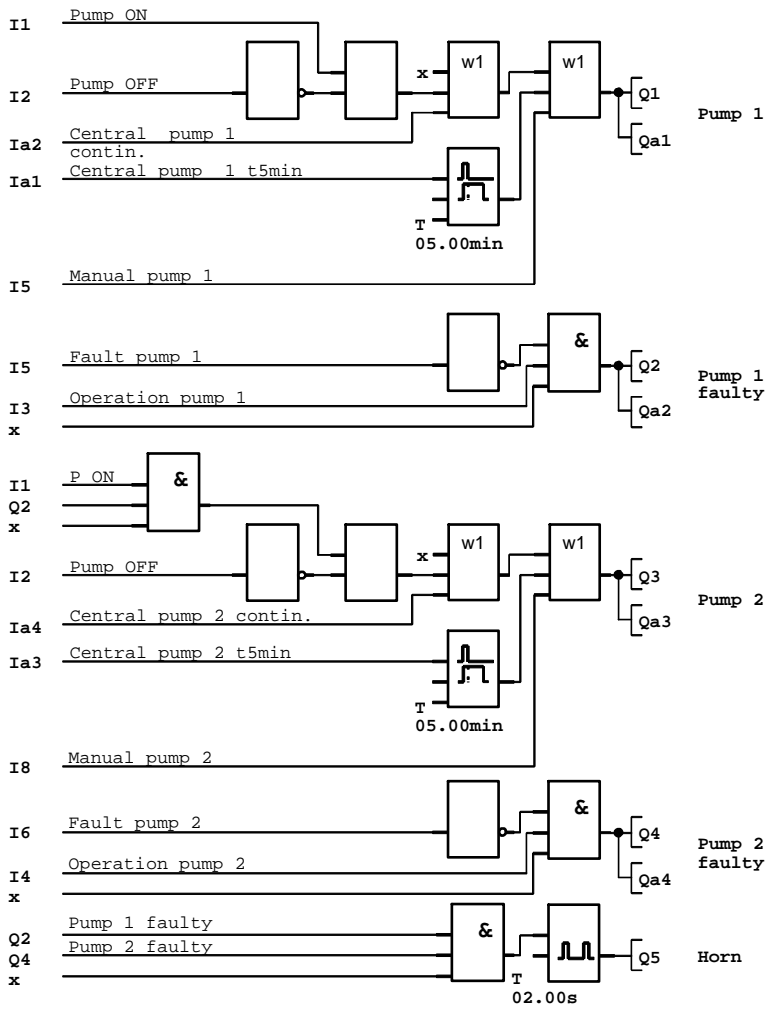 I1 Pump ON
w1 w1
x
I2 Pump OFF Q1
Pump 1
Ia2 Central pump 1 Qa1
contin.
Ia1 Central pump 1 t5min
T
05.00min
I5 Manual pump 1
&
I5 Fault pump 1 Q2
Pump 1
faulty
I3 Operation pump 1 Qa2
x
I1 P ON &
Q2
x
w1 w1
x
I2 Pump OFF Q3
Pump 2
Ia4 Central pump 2 contin. Qa3
Ia3 Central pump 2 t5min
T
05.00min
I8 Manual pump 2
&
I6 Fault pump 2 Q4
Pump 2
faulty
I4 Operation pump 2 Qa4
x
Q2 Pump 1 faulty &
Q4 Pump 2 faulty Q5 Horn
x
T
02.00s